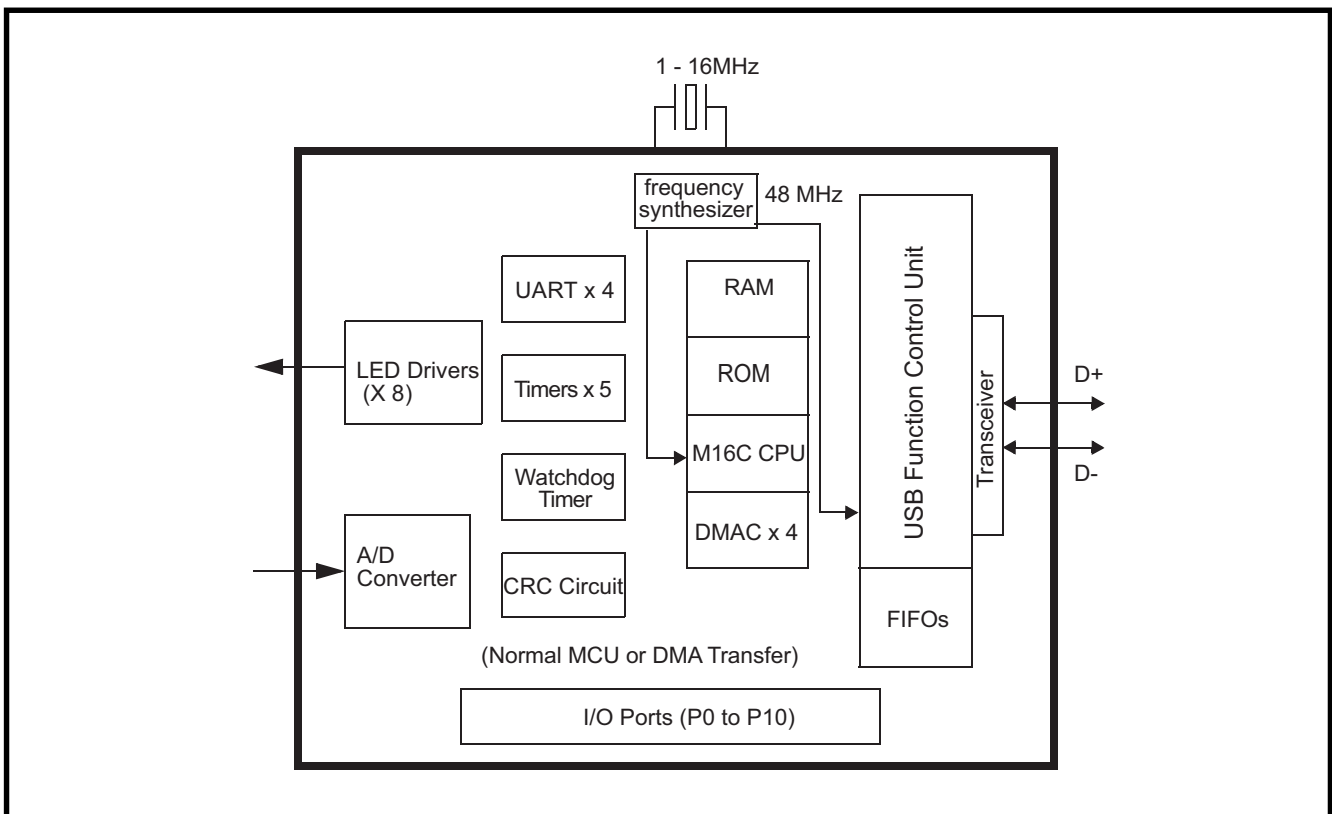 1 - 16MHz
frequency
synthesizer
48 MHz
UART x 4
RAM
LED Drivers
(X 8)
Timers x 5
ROM
M16C CPU
Watchdog
Timer
DMAC x 4
A/D
Converter
CRC Circuit
USB Function Control Unit
Transceiver
D+
D-
FIFOs
(Normal MCU or DMA Transfer)
I/O Ports (P0 to P10)